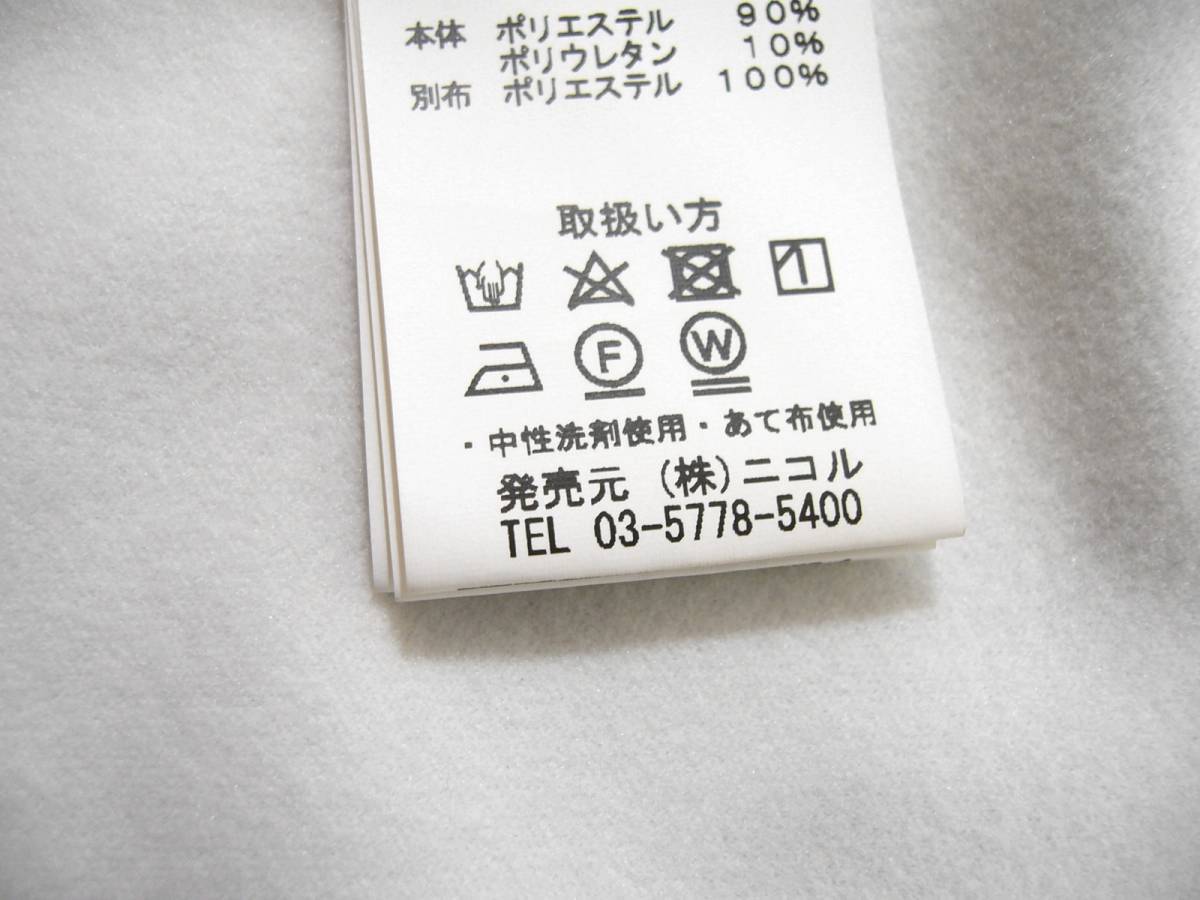 本体 ポリエステル 90%
ポリウレタン 10%
別布 ポリエステル 100%
取扱い方
F W
・中性洗剤使用・あて布使用
発売元 (株)ニコル
TEL 03-5778-5400